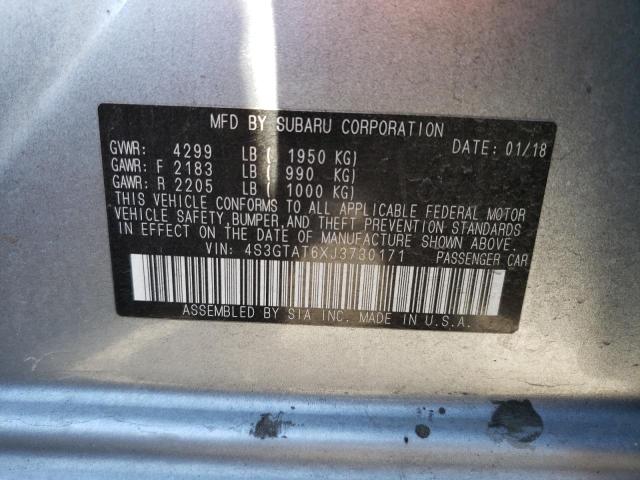 MFD BY SUBARU CORPORATION
DATE: 01/18
GVWR: 4299 LB ( 1950 KG)
GAWR: F 2183 LB ( 990 KG)
GAWR: R 2205 LB ( 1000 KG)
THIS VEHICLE CONFORMS TO ALL APPLICABLE FEDERAL MOTOR
VEHICLE SAFETY, BUMPER, AND THEFT PREVENTION STANDARDS
IN EFFECT ON THE DATE OF MANUFACTURE SHOWN ABOVE.
VIN: 4S3GTAT6XJ3730171 PASSENGER CAR
ASSEMBLED BY SIA INC. MADE IN U.S.A.